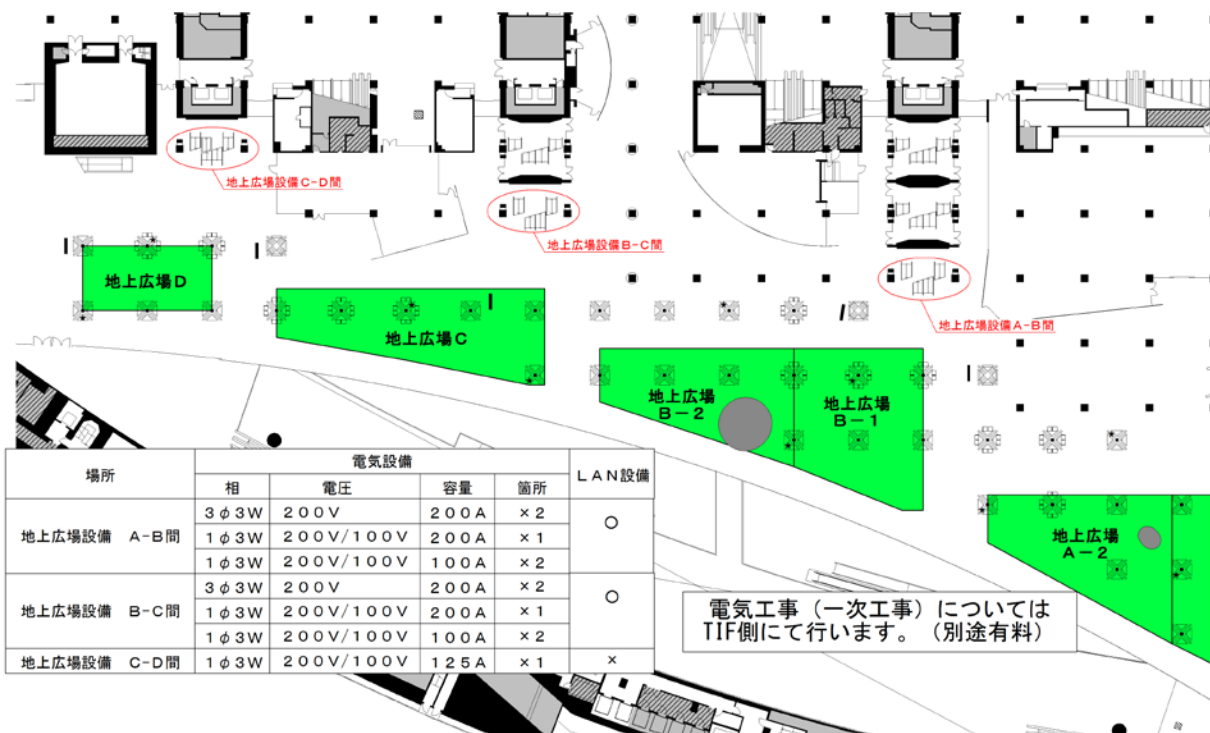 地上広場設備C-D間
地上広場設備B-C間
地上広場設備A-B間
地上広場D
地上広場C
地上広場
B－2
地上広場
B－1
地上広場
A－2
場所 電気設備 LAN設備
相 電圧 容量 箇所
地上広場設備 A-B間 3φ3W 200V 200A ×2 ○
1φ3W 200V/100V 200A ×1
1φ3W 200V/100V 100A ×2
地上広場設備 B-C間 3φ3W 200V 200A ×2 ○
1φ3W 200V/100V 200A ×1
1φ3W 200V/100V 100A ×2
地上広場設備 C-D間 1φ3W 200V/100V 125A ×1 ×
電気工事（一次工事）については
TIF側にて行います。（別途有料）